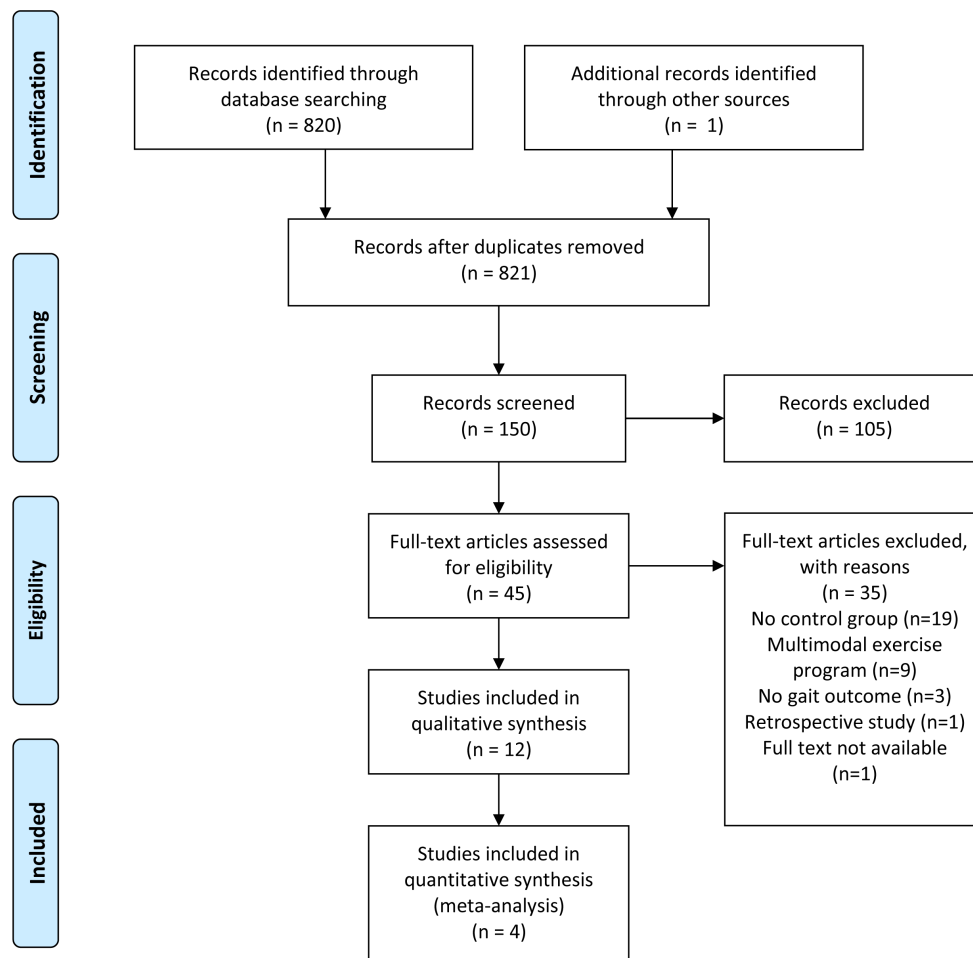 Identification
Records identified through
database searching
(n = 820)
Additional records identified
through other sources
(n = 1)
Records after duplicates removed
(n = 821)
Screening
Records screened
(n = 150)
Records excluded
(n = 105)
Eligibility
Full-text articles assessed
for eligibility
(n = 45)
Full-text articles excluded,
with reasons
(n = 35)
No control group (n=19)
Multimodal exercise
program (n=9)
No gait outcome (n=3)
Retrospective study (n=1)
Full text not available
(n=1)
Studies included in
qualitative synthesis
(n = 12)
Included
Studies included in
quantitative synthesis
(meta-analysis)
(n = 4)